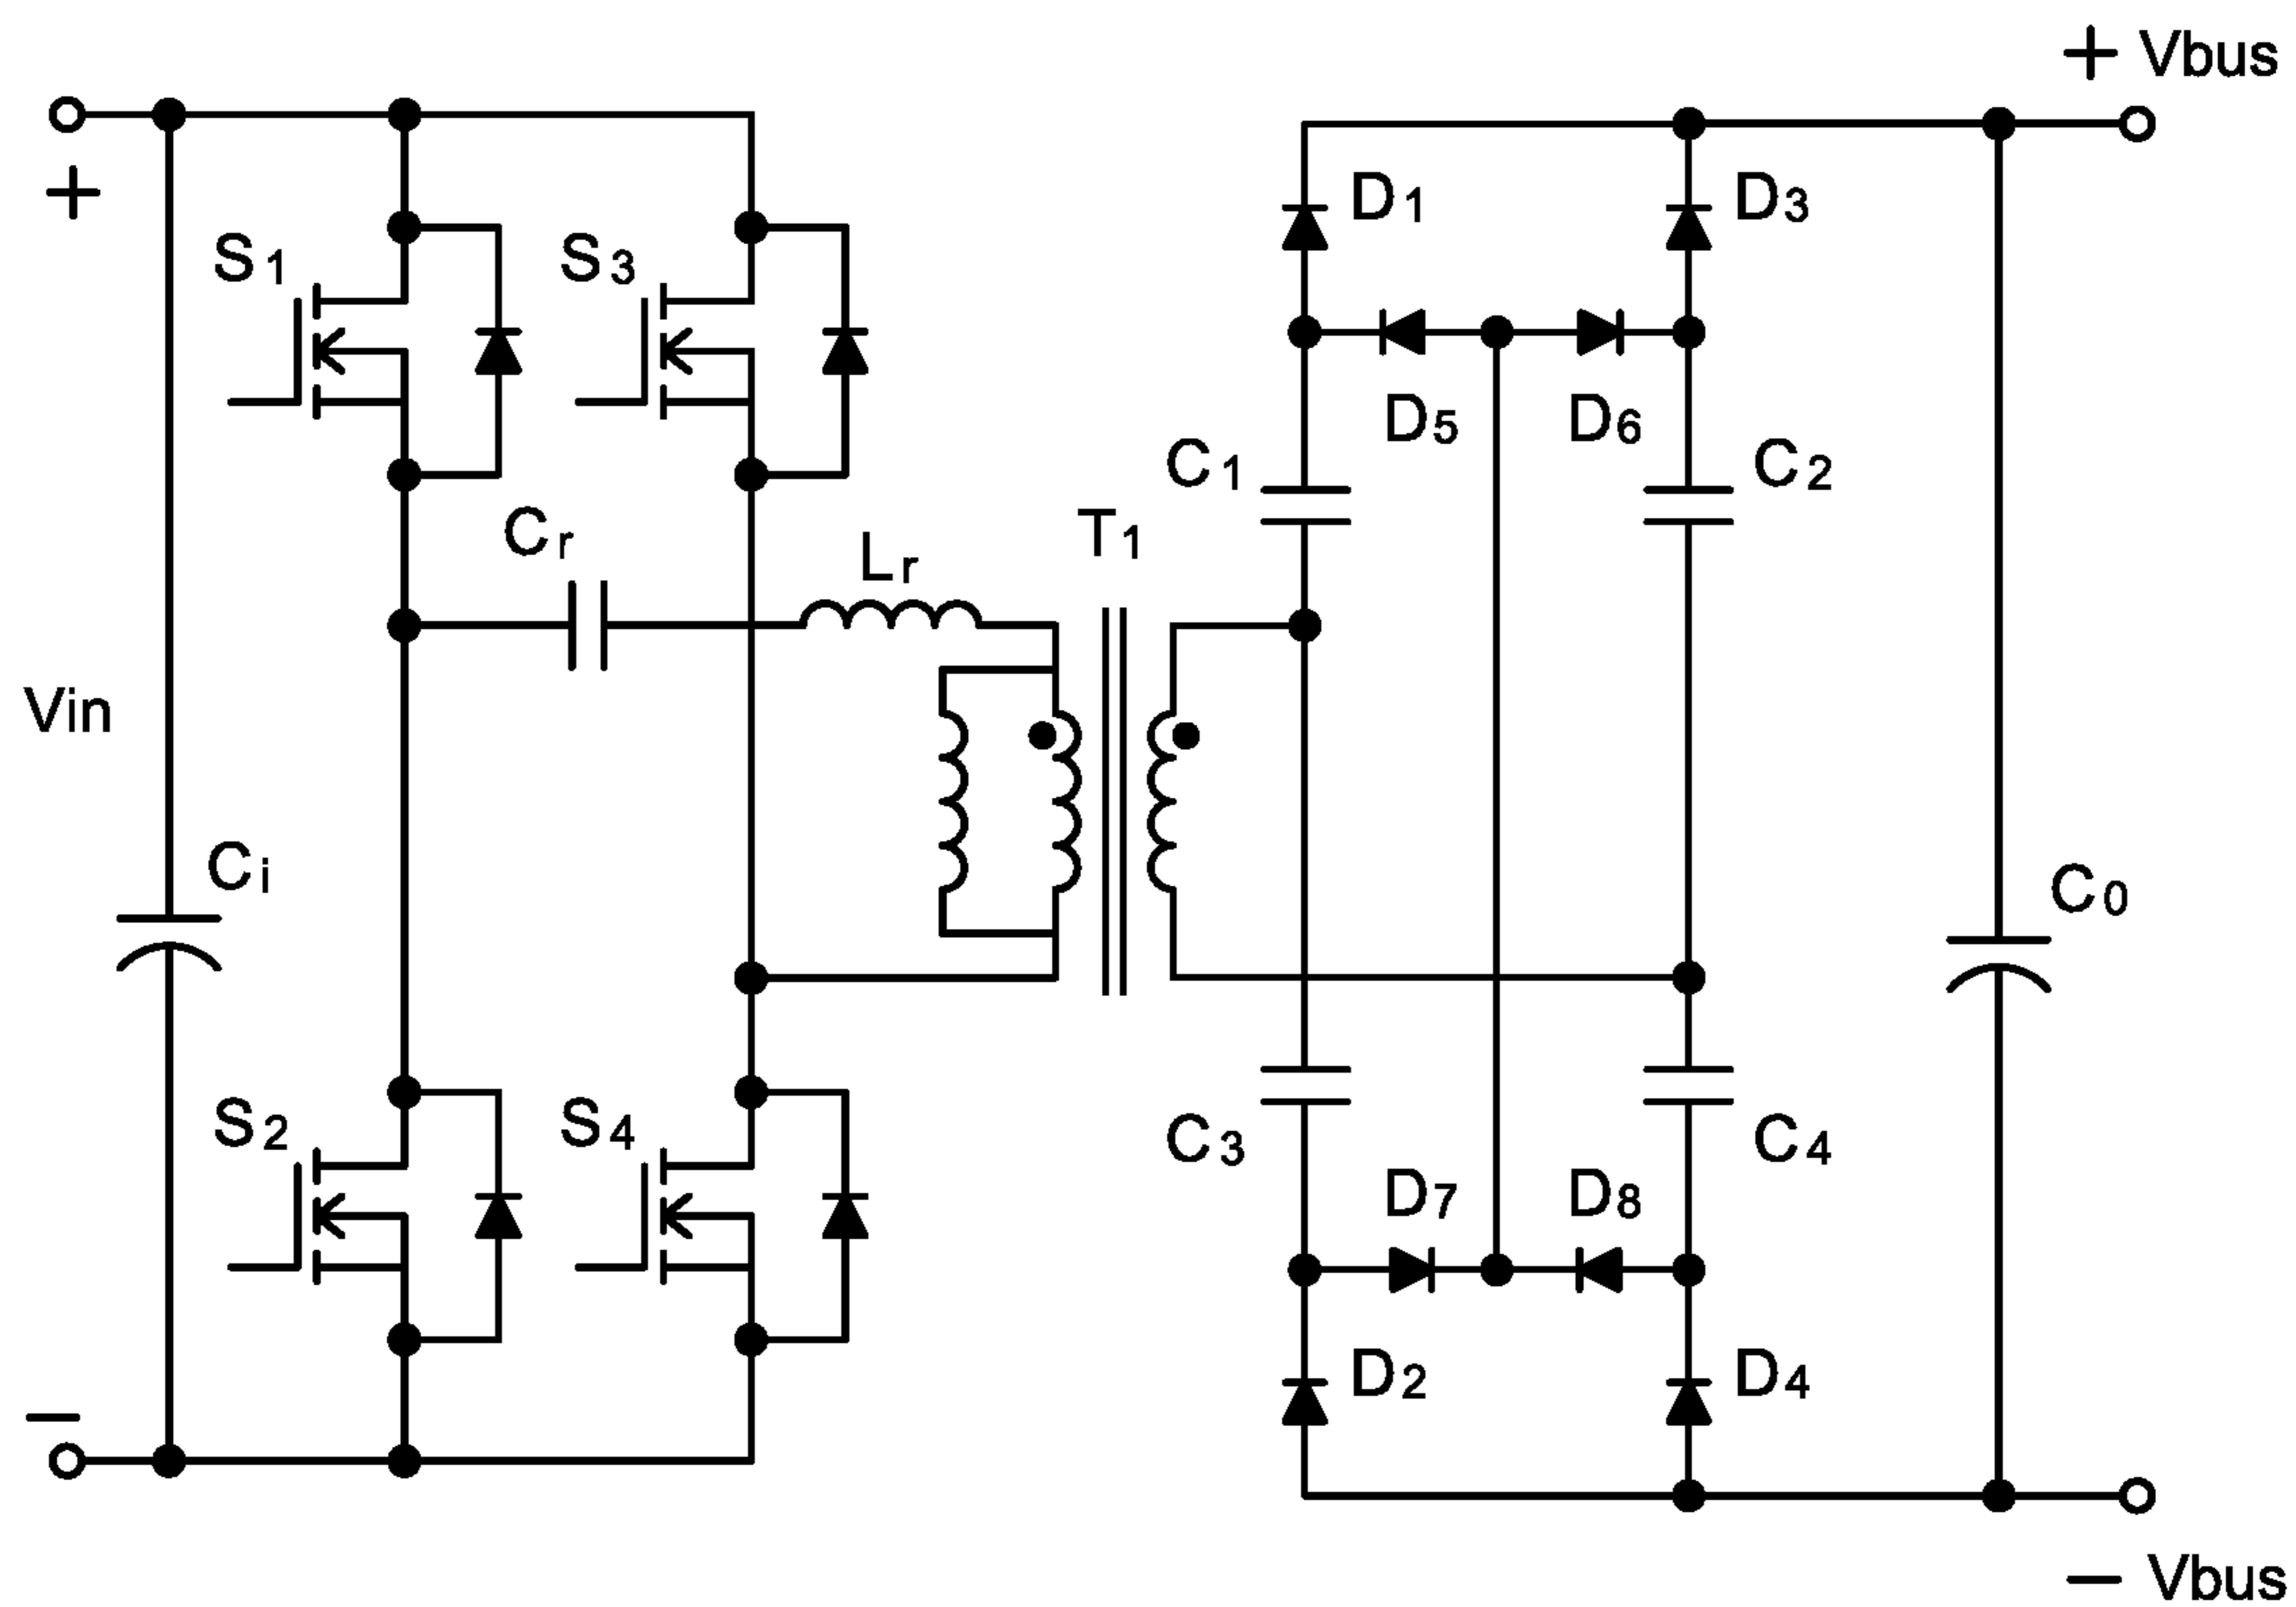 + Vbus
+
S1
S3
D1
D3
D5
D6
C1
C2
Cr
Lr
T1
Vin
Ci
C0
S2
S4
C3
C4
D7
D8
D2
D4
−
− Vbus